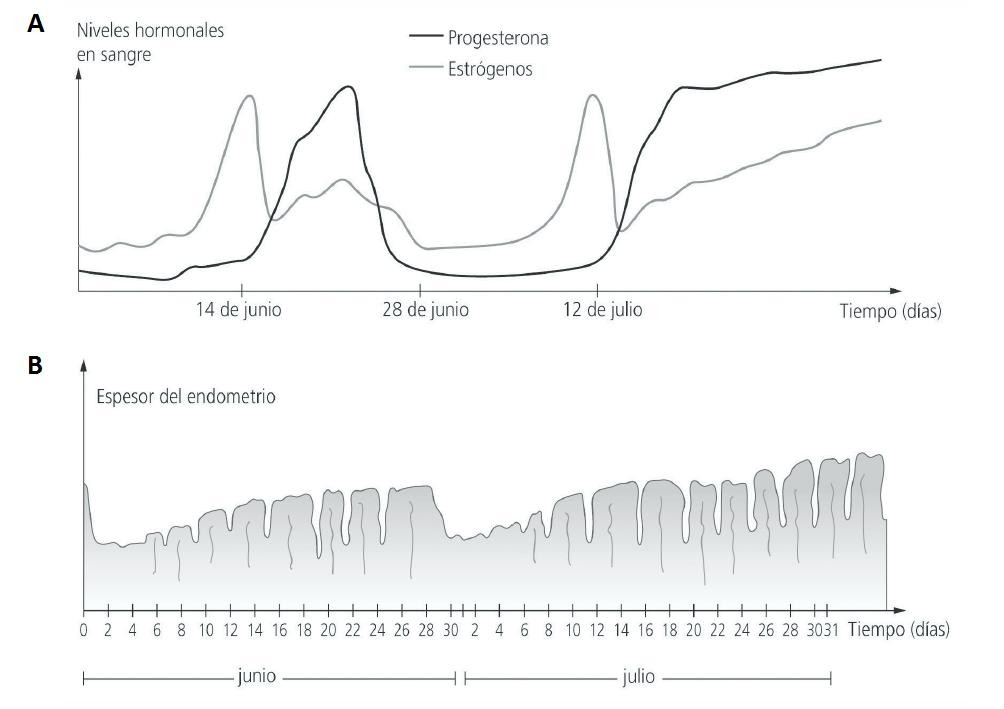 A
Niveles hormonales
en sangre
Progesterona
Estrógenos
14 de junio 28 de junio 12 de julio Tiempo (días)
B
Espesor del endometrio
0 2 4 6 8 10 12 14 16 18 20 22 24 26 28 30 2 4 6 8 10 12 14 16 18 20 22 24 26 28 3031 Tiempo (días)
junio julio